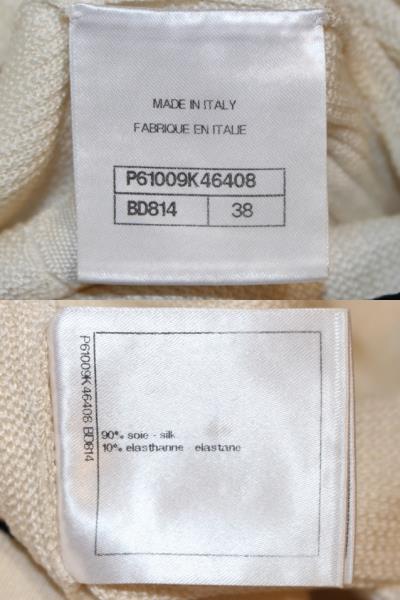 MADE IN ITALY
FABRIQUE EN ITALIE
P61009K46408
BD814 38
P61009K46408 BD814
90% soie - silk
10% elasthanne - elastane